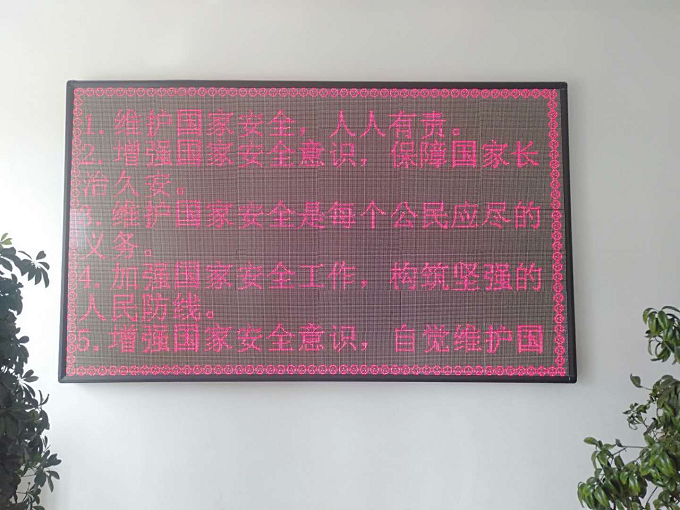 1.维护国家安全，人人有责。
2.增强国家安全意识，保障国家长
治久安。
3.维护国家安全是每个公民应尽的
义务。
4.加强国家安全工作，构筑坚强的
人民防线。
5.增强国家安全意识，自觉维护国